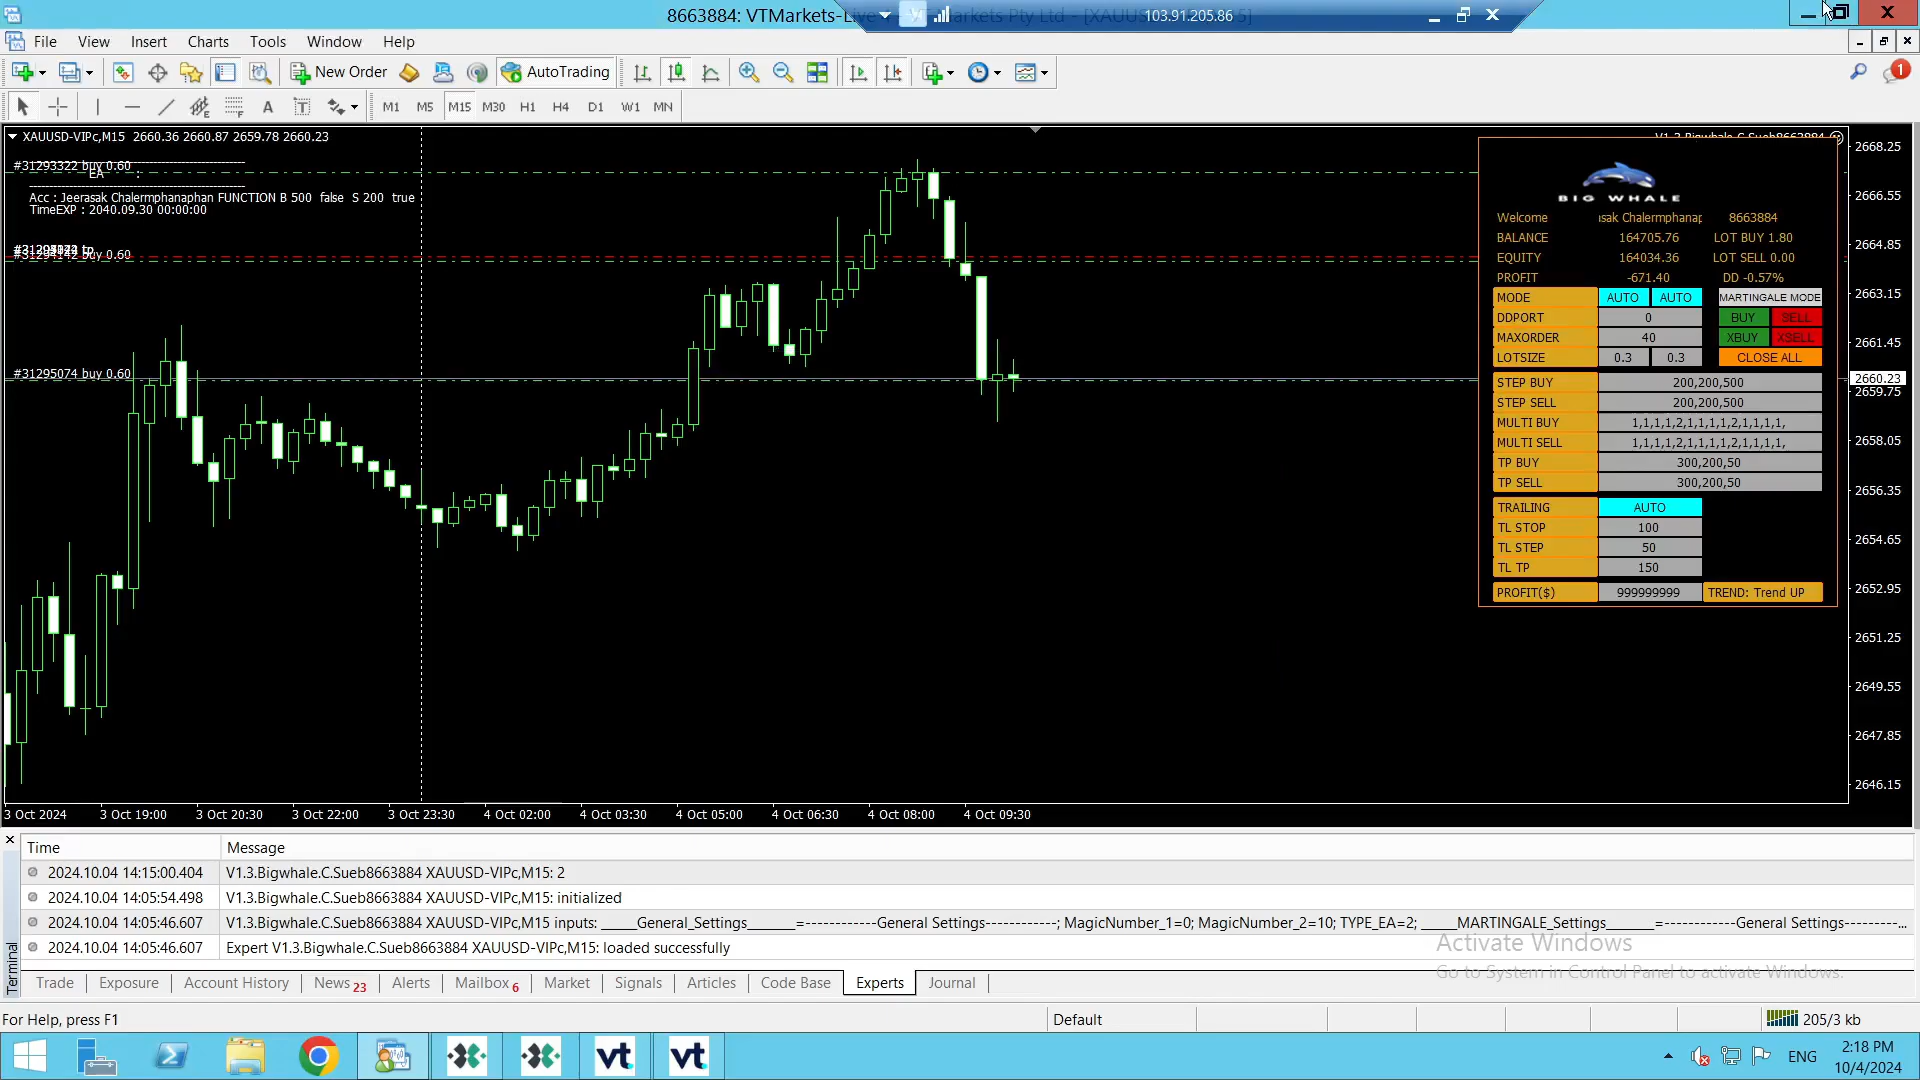 8663884: VTMarkets-Live
103.91.205.86
File View Insert Charts Tools Window Help
New Order AutoTrading 1
A T M1 M5 M15 M30 H1 H4 D1 W1 MN
XAUUSD-VIPc,M15 2660.36 2660.87 2659.78 2660.23
V1.3.Bigwhale.C.Sueb8663884
#31293322 buy 0.60
EA :
Acc : Jeerasak Chalermphanaphan FUNCTION B 500 false S 200 true
TimeEXP : 2040.09.30 00:00:00
#31294142 buy 0.60
#31295074 buy 0.60
BIG WHALE
Welcome asak Chalermphanap 8663884
BALANCE 164705.76 LOT BUY 1.80
EQUITY 164034.36 LOT SELL 0.00
PROFIT -671.40 DD -0.57%
MODE AUTO AUTO MARTINGALE MODE
DDPORT 0 BUY SELL
MAXORDER 40 XBUY XSELL
LOTSIZE 0.3 0.3 CLOSE ALL
STEP BUY 200,200,500
STEP SELL 200,200,500
MULTI BUY 1,1,1,1,2,1,1,1,1,2,1,1,1,1,
MULTI SELL 1,1,1,1,2,1,1,1,1,2,1,1,1,1,
TP BUY 300,200,50
TP SELL 300,200,50
TRAILING AUTO
TL STOP 100
TL STEP 50
TL TP 150
PROFIT($) 999999999 TREND: Trend UP
2668.25
2666.55
2664.85
2663.15
2661.45
2660.23
2659.75
2658.05
2656.35
2654.65
2652.95
2651.25
2649.55
2647.85
2646.15
3 Oct 2024 3 Oct 19:00 3 Oct 20:30 3 Oct 22:00 3 Oct 23:30 4 Oct 02:00 4 Oct 03:30 4 Oct 05:00 4 Oct 06:30 4 Oct 08:00 4 Oct 09:30
Time Message
2024.10.04 14:15:00.404 V1.3.Bigwhale.C.Sueb8663884 XAUUSD-VIPc,M15: 2
2024.10.04 14:05:54.498 V1.3.Bigwhale.C.Sueb8663884 XAUUSD-VIPc,M15: initialized
2024.10.04 14:05:46.607 V1.3.Bigwhale.C.Sueb8663884 XAUUSD-VIPc,M15 inputs: _____General_Settings_______=------------General Settings------------; MagicNumber_1=0; MagicNumber_2=10; TYPE_EA=2; _____MARTINGALE_Settings_______=------------General Settings---------...
2024.10.04 14:05:46.607 Expert V1.3.Bigwhale.C.Sueb8663884 XAUUSD-VIPc,M15: loaded successfully
Activate Windows
Go to System in Control Panel to activate Windows.
Terminal
Trade Exposure Account History News 23 Alerts Mailbox 6 Market Signals Articles Code Base Experts Journal
For Help, press F1 Default 205/3 kb
vt vt ENG 2:18 PM
10/4/2024